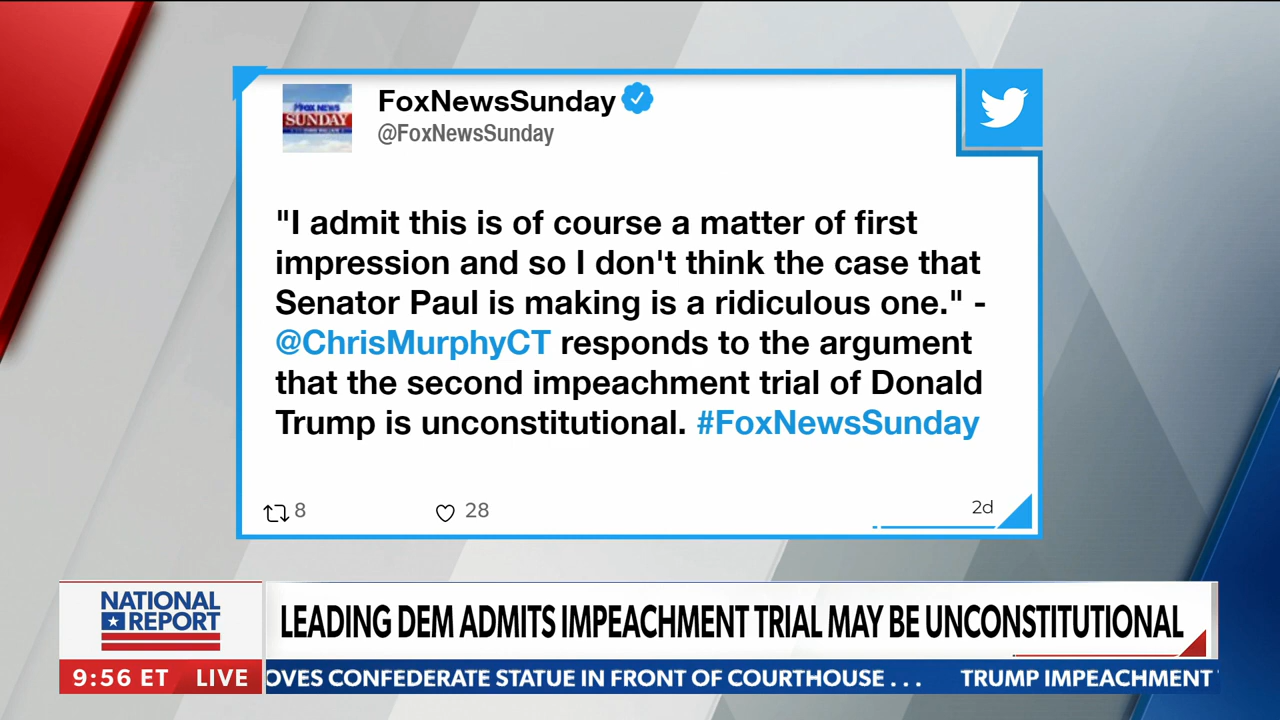 FOX NEWS
SUNDAY
FoxNewsSunday
@FoxNewsSunday
"I admit this is of course a matter of first
impression and so I don't think the case that
Senator Paul is making is a ridiculous one." -
@ChrisMurphyCT responds to the argument
that the second impeachment trial of Donald
Trump is unconstitutional. #FoxNewsSunday
8
28
2d
NATIONAL
REPORT
LEADING DEM ADMITS IMPEACHMENT TRIAL MAY BE UNCONSTITUTIONAL
9:56 ET LIVE
OVES CONFEDERATE STATUE IN FRONT OF COURTHOUSE . . . TRUMP IMPEACHMENT